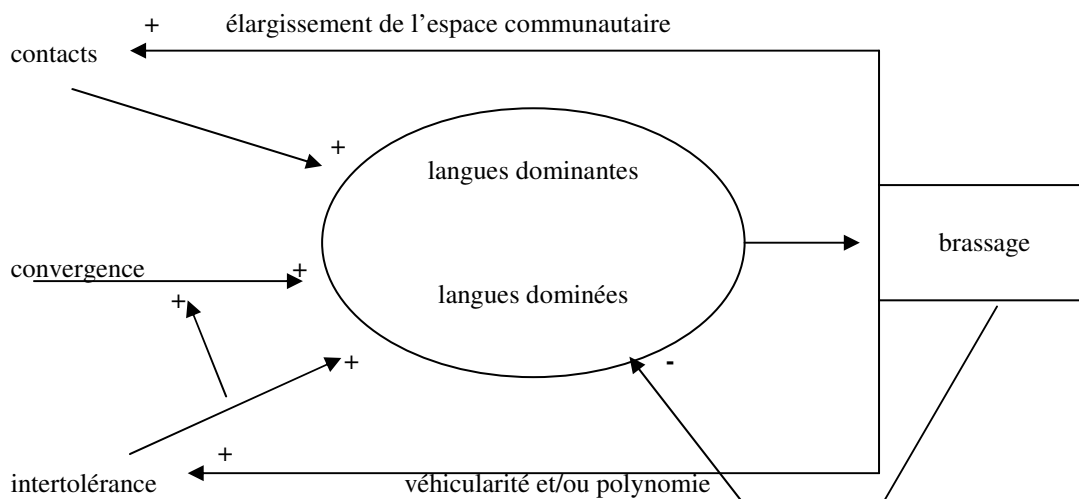 + élargissement de l’espace communautaire
contacts
+
langues dominantes
brassage
convergence +
+
langues dominées
+ -
+
intertolérance véhicularité et/ou polynomie